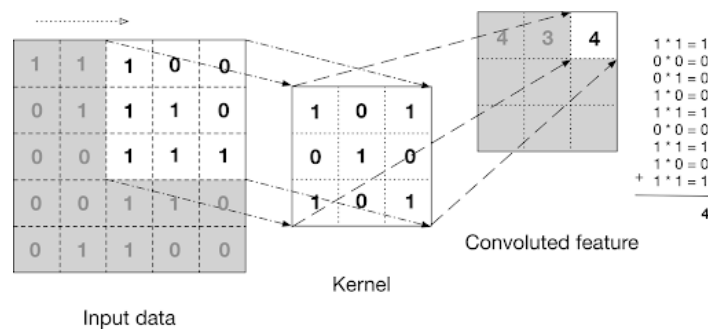 1 1 1 0 0
0 1 1 1 0
0 0 1 1 1
0 0 1 1 0
0 1 1 0 0
Input data
1 0 1
0 1 0
1 0 1
Kernel
4 3 4
Convoluted feature
1 * 1 = 1
0 * 0 = 0
0 * 1 = 0
1 * 0 = 0
1 * 1 = 1
0 * 0 = 0
1 * 1 = 1
1 * 0 = 0
+ 1 * 1 = 1
4